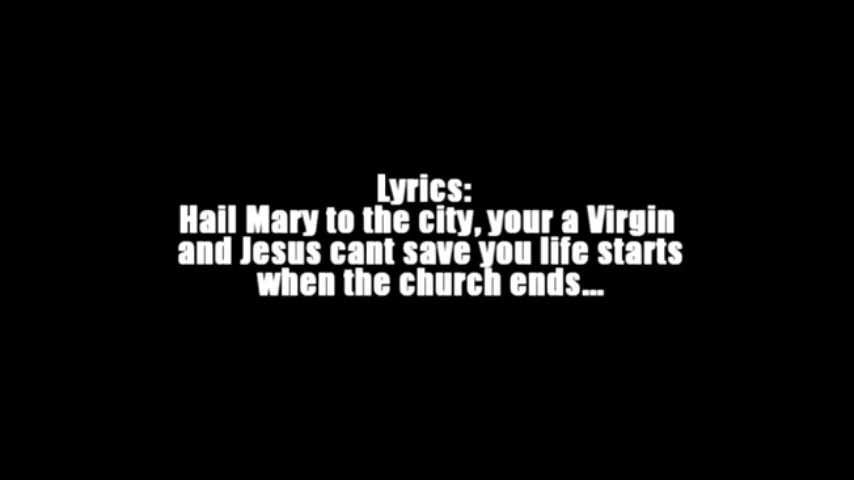 Lyrics:
Hail Mary to the city, your a Virgin
and Jesus cant save you life starts
when the church ends...